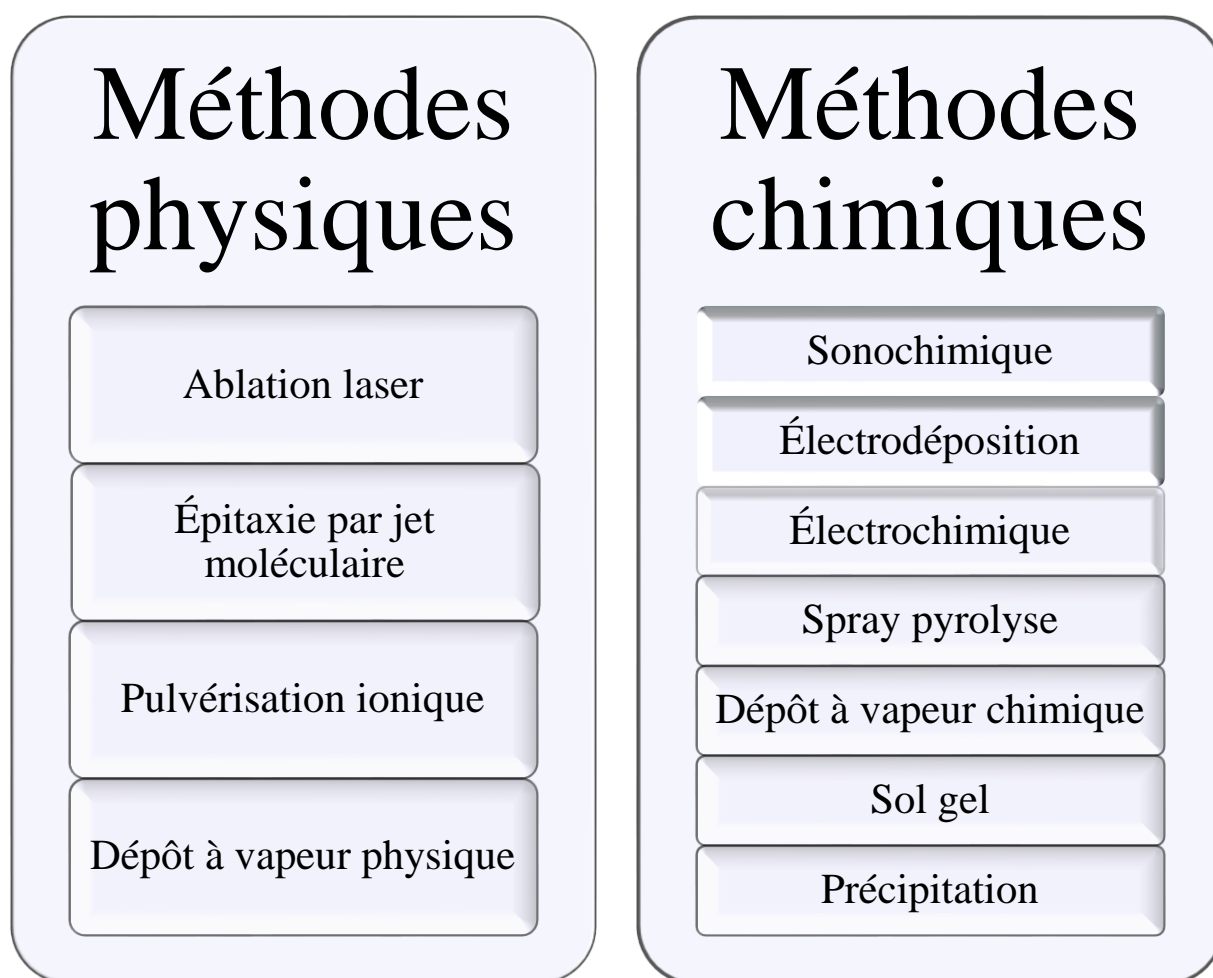 Méthodes
physiques
Ablation laser
Épitaxie par jet
moléculaire
Pulvérisation ionique
Dépôt à vapeur physique
Méthodes
chimiques
Sonochimique
Électrodéposition
Électrochimique
Spray pyrolyse
Dépôt à vapeur chimique
Sol gel
Précipitation